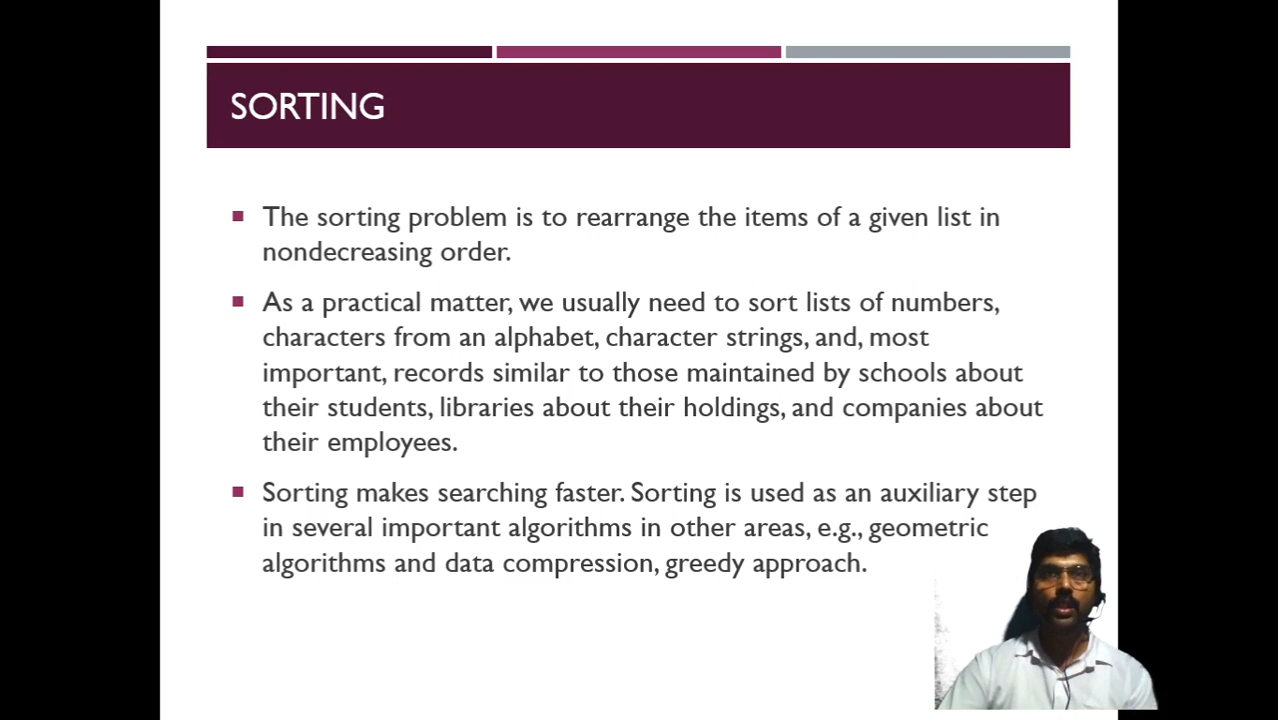 SORTING
The sorting problem is to rearrange the items of a given list in
nondecreasing order.
As a practical matter, we usually need to sort lists of numbers,
characters from an alphabet, character strings, and, most
important, records similar to those maintained by schools about
their students, libraries about their holdings, and companies about
their employees.
Sorting makes searching faster. Sorting is used as an auxiliary step
in several important algorithms in other areas, e.g., geometric
algorithms and data compression, greedy approach.